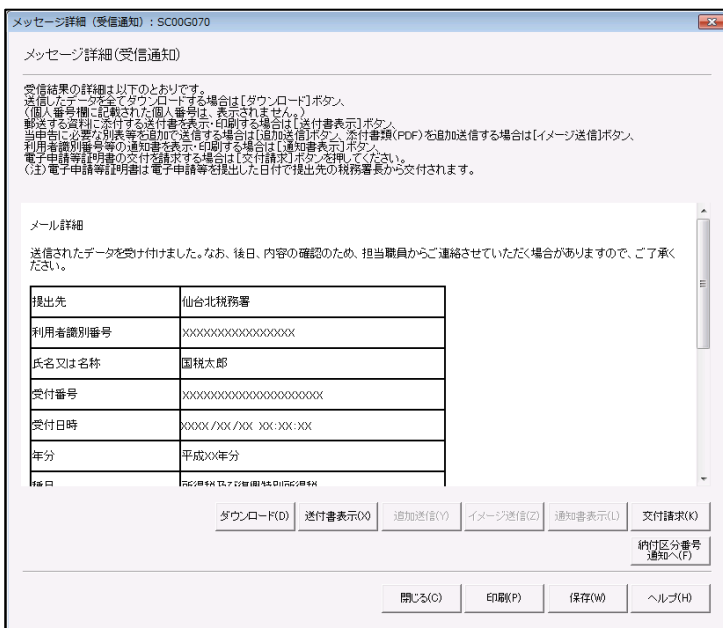 メッセージ詳細(受信通知) : SC00G070
メッセージ詳細(受信通知)
受信結果の詳細は以下のとおりです。
送信したデータを全てダウンロードする場合は[ダウンロード]ボタン、
(個人番号欄に記載された個人番号は、表示されません。)
郵送する資料に添付する送付書を表示・印刷する場合は[送付書表示]ボタン、
当申告に必要な別表等を追加で送信する場合は[追加送信]ボタン、添付書類(PDF)を追加送信する場合は[イメージ送信]ボタン、
利用者識別番号等の通知書を表示・印刷する場合は[通知書表示]ボタン、
電子申請等証明書の交付を請求する場合は[交付請求]ボタンを押してください。
(注)電子申請等証明書は電子申請等を提出した日付で提出先の税務署長から交付されます。
メール詳細
送信されたデータを受け付けました。なお、後日、内容の確認のため、担当職員からご連絡させていただく場合がありますので、ご了承く
ださい。
提出先 仙台北税務署
利用者識別番号 XXXXXXXXXXXXXXXX
氏名又は名称 国税太郎
受付番号 XXXXXXXXXXXXXXXXXXXX
受付日時 XXXX/XX/XX XX:XX:XX
年分 平成XX年分
種目 所得税及び復興特別所得税
ダウンロード(D) 送付書表示(X) 追加送信(Y) イメージ送信(Z) 通知書表示(L) 交付請求(K)
納付区分番号
通知へ(F)
閉じる(C) 印刷(P) 保存(W) ヘルプ(H)